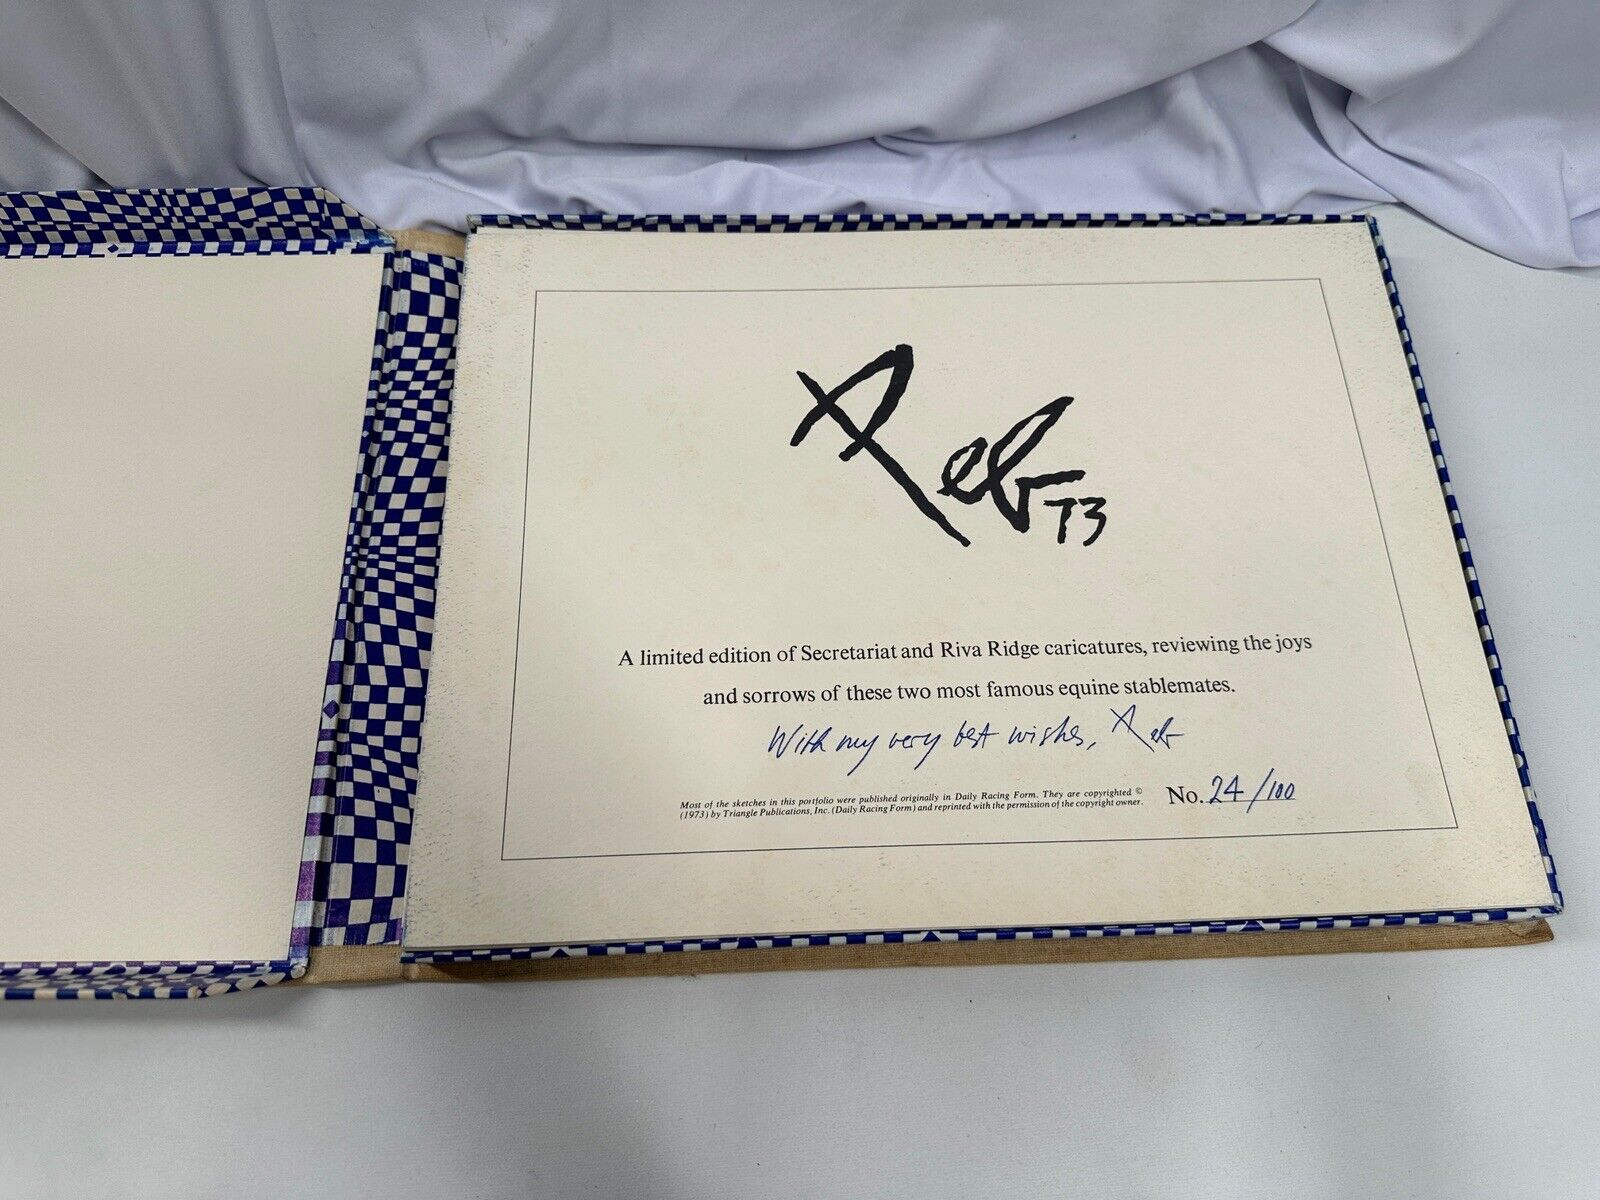 Peb 73
A limited edition of Secretariat and Riva Ridge caricatures, reviewing the joys
and sorrows of these two most famous equine stablemates.
With my very best wishes, Peb
Most of the sketches in this portfolio were published originally in Daily Racing Form. They are copyrighted ©
(1973) by Triangle Publications, Inc. (Daily Racing Form) and reprinted with the permission of the copyright owner.
No. 24/100